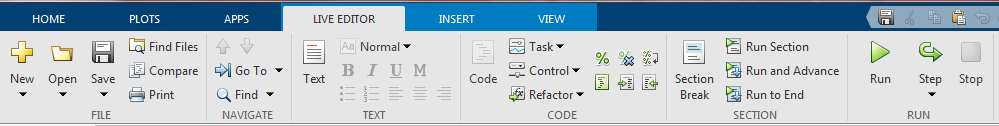 HOME PLOTS APPS LIVE EDITOR INSERT VIEW
New Open Save Find Files Compare Print
FILE
Go To Find
NAVIGATE
Text Aa Normal B I U M
TEXT
Code Task Control Refactor % % %
CODE
Section Break Run Section Run and Advance Run to End
SECTION
Run Step Stop
RUN